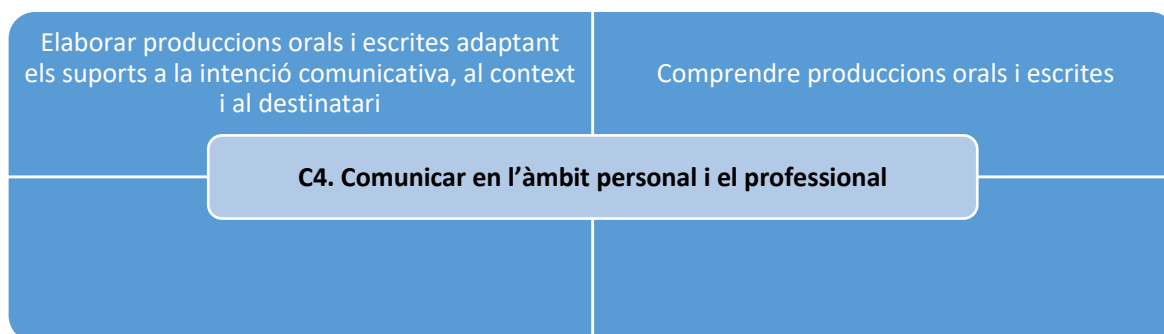 Elaborar produccions orals i escrites adaptant
els suports a la intenció comunicativa, al context
i al destinatari
Comprendre produccions orals i escrites
C4. Comunicar en l’àmbit personal i el professional